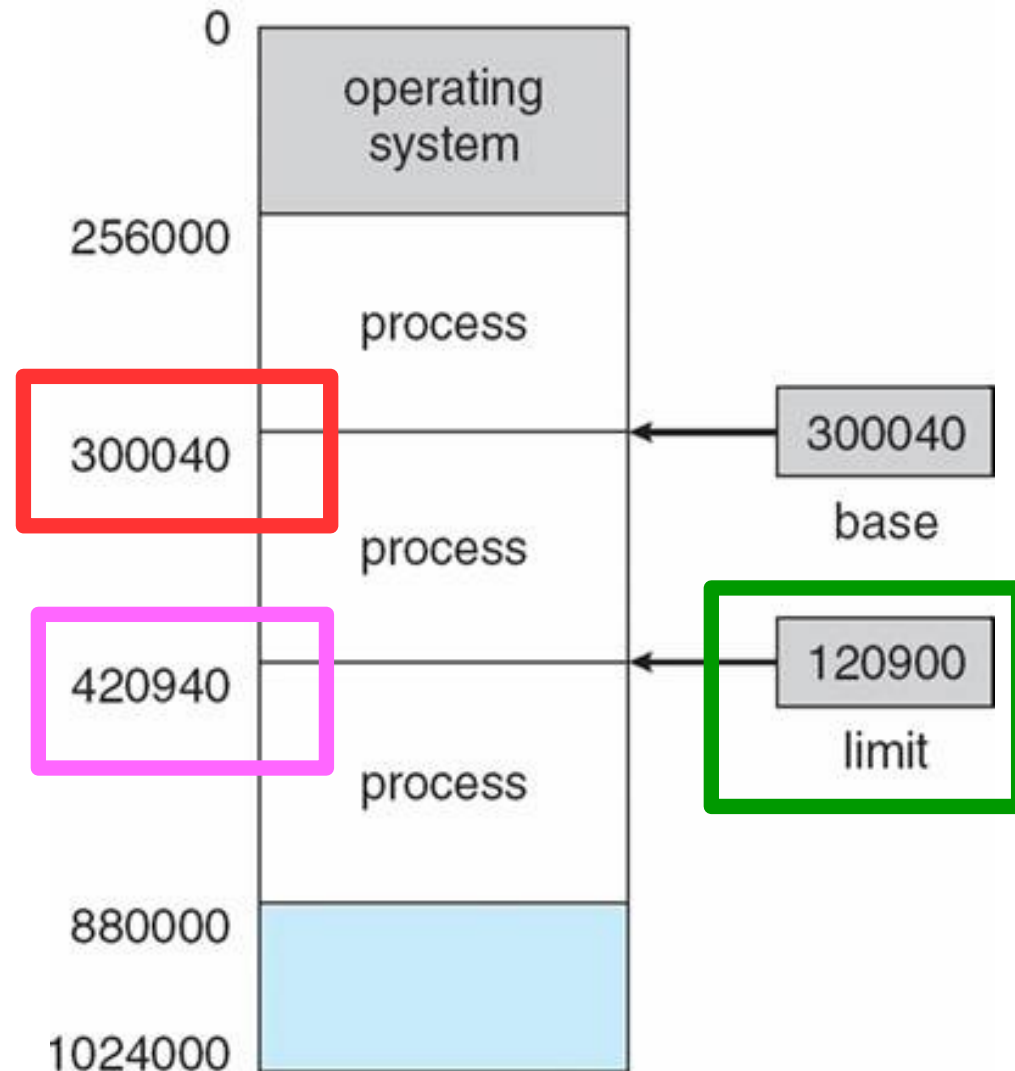 0
operating
system
256000
process
300040
300040
base
process
420940
120900
limit
process
880000
1024000